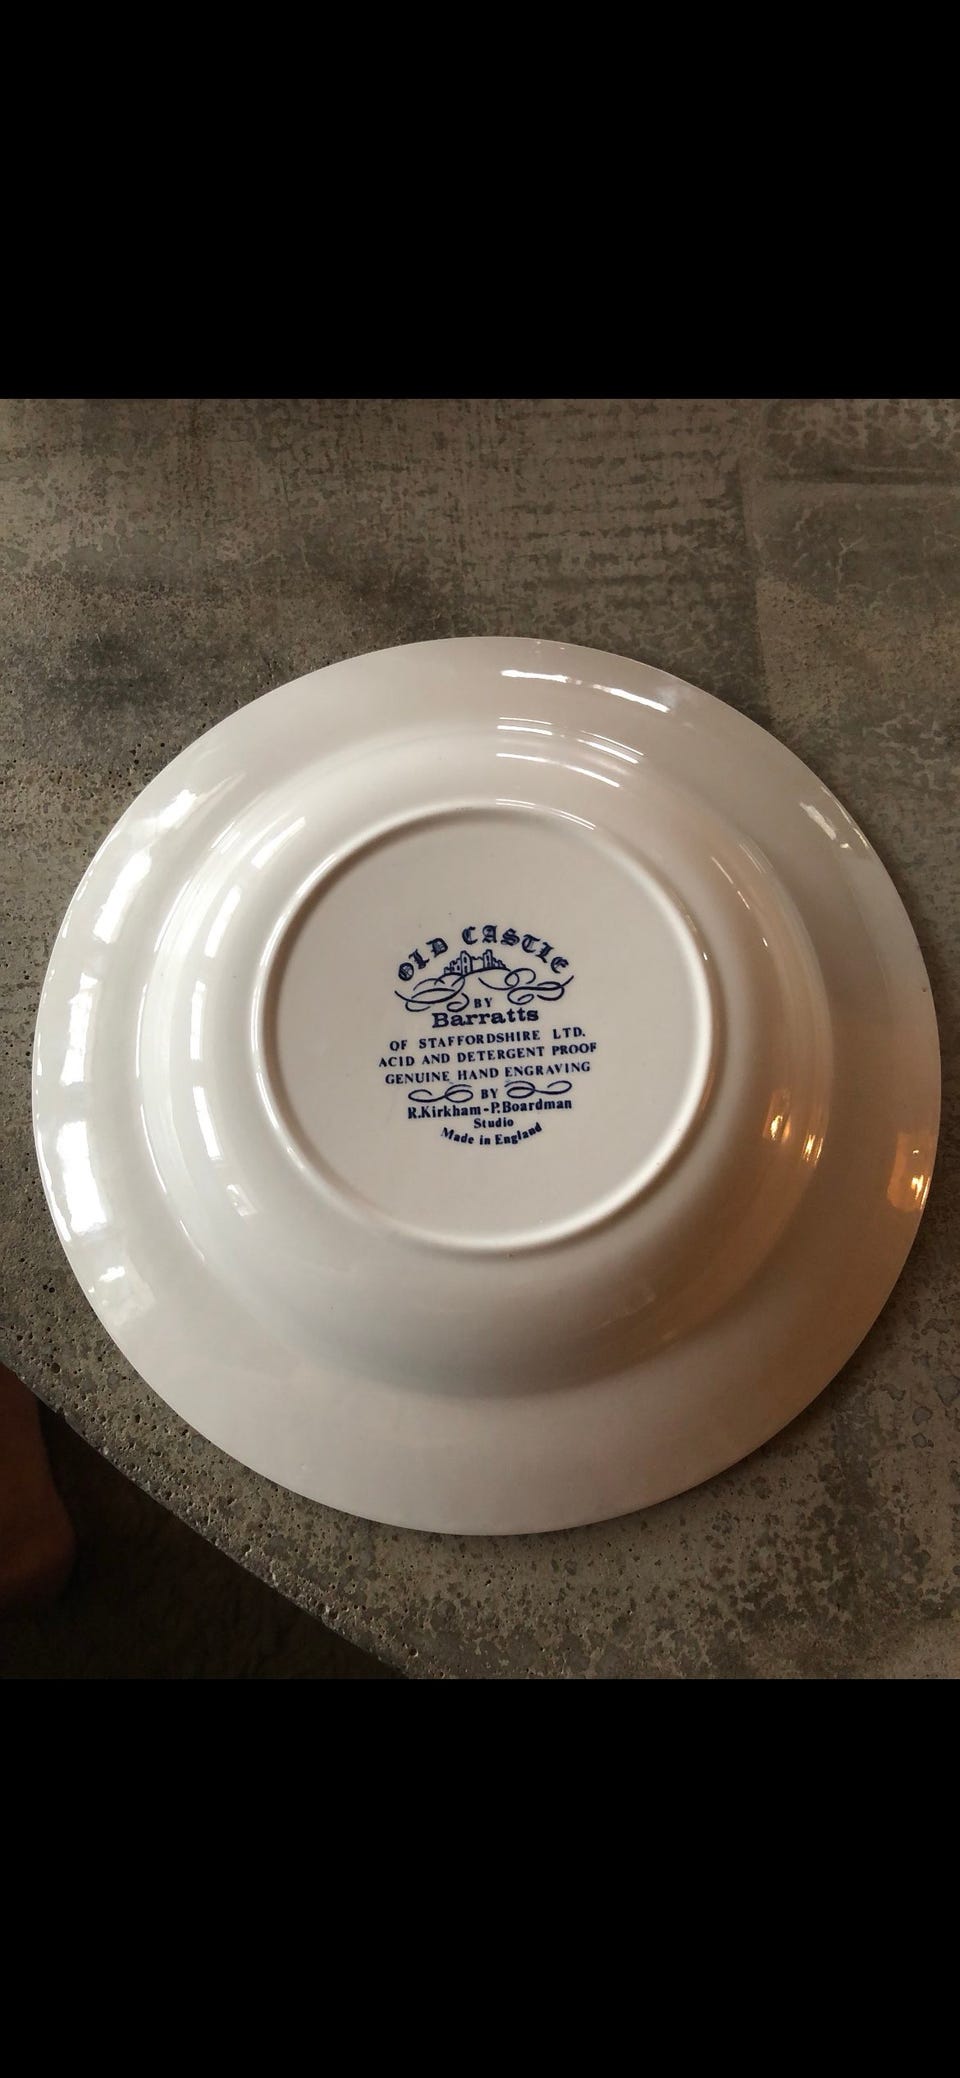 OLD CASTLE
BY
Barratts
OF STAFFORDSHIRE LTD.
ACID AND DETERGENT PROOF
GENUINE HAND ENGRAVING
BY
R.Kirkham-P.Boardman
Studio
Made in England